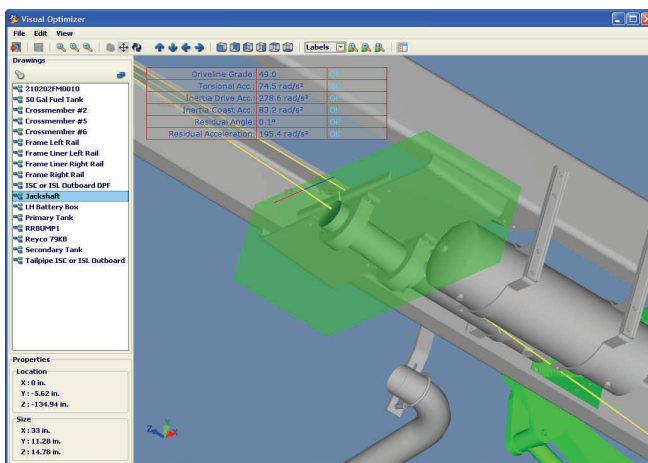 Visual Optimizer
File Edit View
Labels
Drawings
210202FM0010
50 Gal Fuel Tank
Crossmember #2
Crossmember #5
Crossmember #6
Frame Left Rail
Frame Liner Left Rail
Frame Liner Right Rail
Frame Right Rail
ISC or ISL Outboard DPF
Jackshaft
LH Battery Box
Primary Tank
RRBUMP1
Reyco 79KB
Secondary Tank
Tailpipe ISC or ISL Outboard
Properties
Location
X : 0 in.
Y : -5.62 in.
Z : -134.94 in.
Size
X : 33 in.
Y : 11.28 in.
Z : 14.78 in.
Driveline Grade: 49.0
Torsional Acc.: 74.5 rad/s²
Inertia Drive Acc.: 278.6 rad/s² OK
Inertia Coast Acc.: 83.2 rad/s² OK
Residual Angle: 0.1° OK
Residual Acceleration: 195.4 rad/s² OK
Z Y X